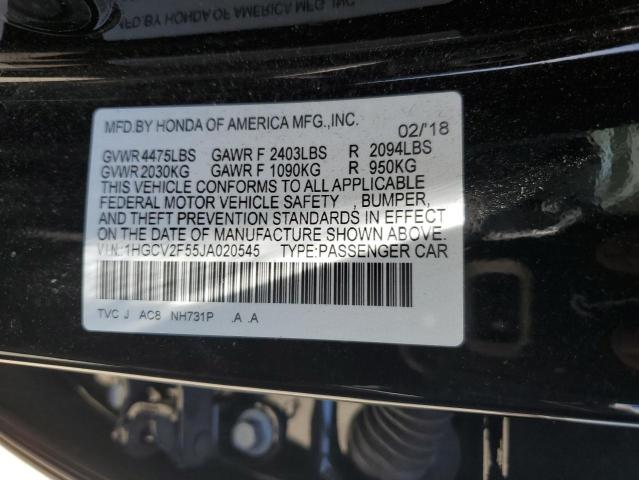 MFD.BY HONDA OF AMERICA MFG.,INC. 02/'18
GVWR 4475LBS GAWR F 2403LBS R 2094LBS
GVWR 2030KG GAWR F 1090KG R 950KG
THIS VEHICLE CONFORMS TO ALL APPLICABLE
FEDERAL MOTOR VEHICLE SAFETY , BUMPER,
AND THEFT PREVENTION STANDARDS IN EFFECT
ON THE DATE OF MANUFACTURE SHOWN ABOVE.
V.I.N.:1HGCV2F55JA020545 TYPE:PASSENGER CAR
TVC J AC8 NH731P .A .A